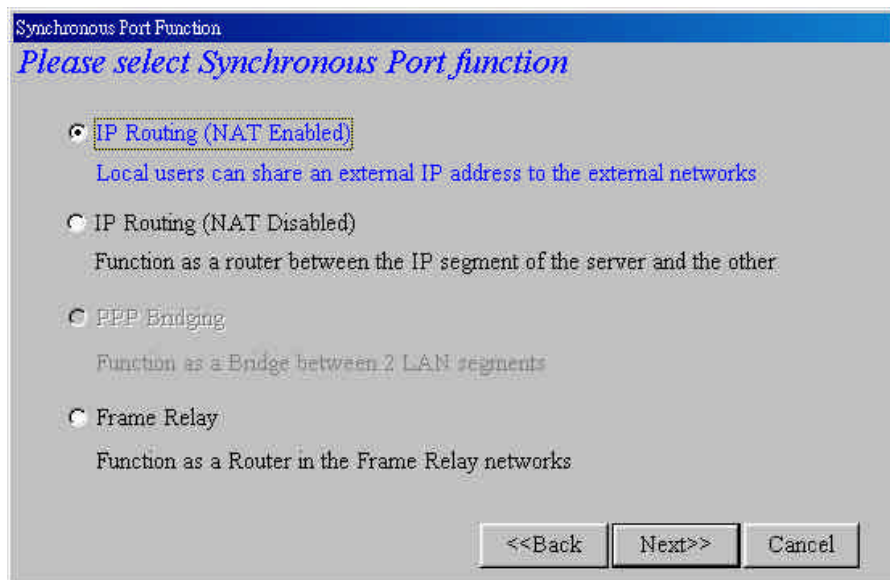 Synchronous Port Function
Please select Synchronous Port function
IP Routing (NAT Enabled)
Local users can share an external IP address to the external networks
IP Routing (NAT Disabled)
Function as a router between the IP segment of the server and the other
PPP Bridging
Function as a Bridge between 2 LAN segments
Frame Relay
Function as a Router in the Frame Relay networks
<<Back Next>> Cancel